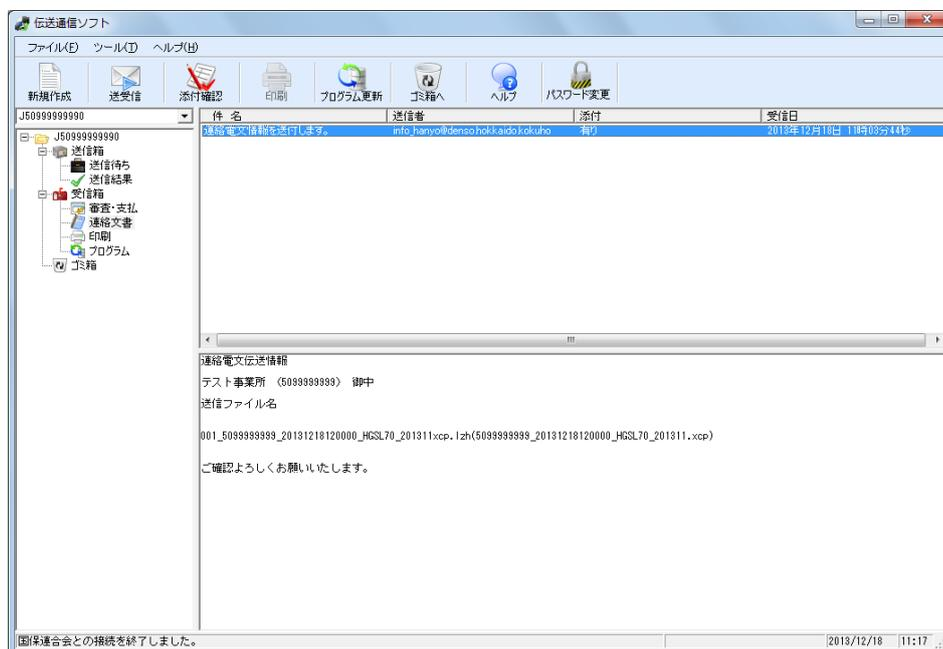 伝送通信ソフト
ファイル(F) ツール(T) ヘルプ(H)
新規作成 送受信 添付確認 印刷 プログラム更新 ゴミ箱へ ヘルプ パスワード変更
J50999999990
J50999999990
送信箱
送信待ち
送信結果
受信箱
審査・支払
連絡文書
印刷
プログラム
ゴミ箱
件 名 送信者 添付 受信日
連絡電文情報を送付します。 info_hanyo@denso.hokkaido.kokuho 有り 2013年12月18日 11時03分44秒
連絡電文伝送情報
テスト事業所 (5099999999) 御中
送信ファイル名
001_5099999999_20131218120000_HGSL70_201311xcp.lzh(5099999999_20131218120000_HGSL70_201311.xcp)
ご確認よろしくお願いいたします。
国保連合会との接続を終了しました。 2013/12/18 11:17